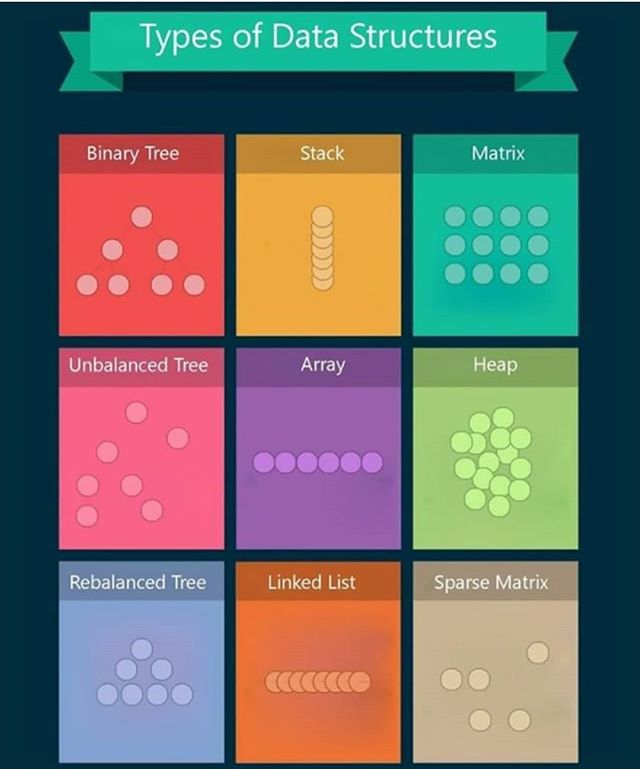 Types of Data Structures
Binary Tree
Stack
Matrix
Unbalanced Tree
Array
Heap
Rebalanced Tree
Linked List
Sparse Matrix